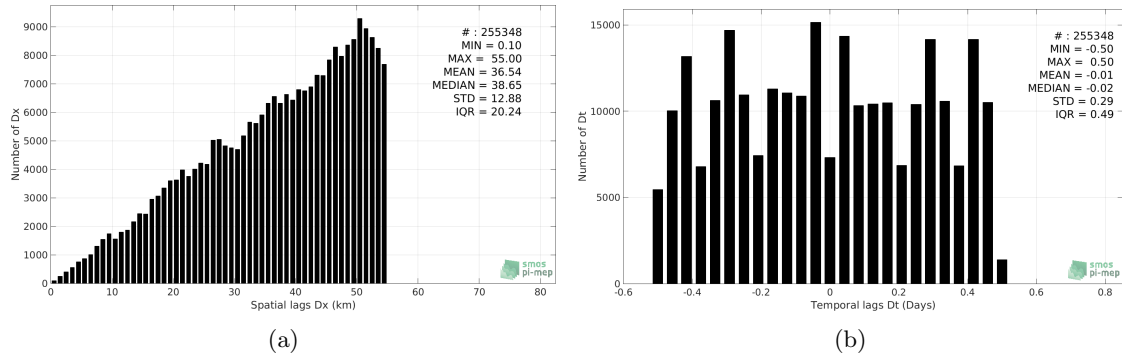 9000
8000
7000
6000
5000
4000
3000
2000
1000
0
Number of Dx
# : 255348
MIN = 0.10
MAX = 55.00
MEAN = 36.54
MEDIAN = 38.65
STD = 12.88
IQR = 20.24
smos
pi-mep
0 10 20 30 40 50 60 70 80
Spatial lags Dx (km)
(a)
15000
10000
5000
0
Number of Dt
# : 255348
MIN = -0.50
MAX = 0.50
MEAN = -0.01
MEDIAN = -0.02
STD = 0.29
IQR = 0.49
smos
pi-mep
-0.6 -0.4 -0.2 0 0.2 0.4 0.6 0.8
Temporal lags Dt (Days)
(b)